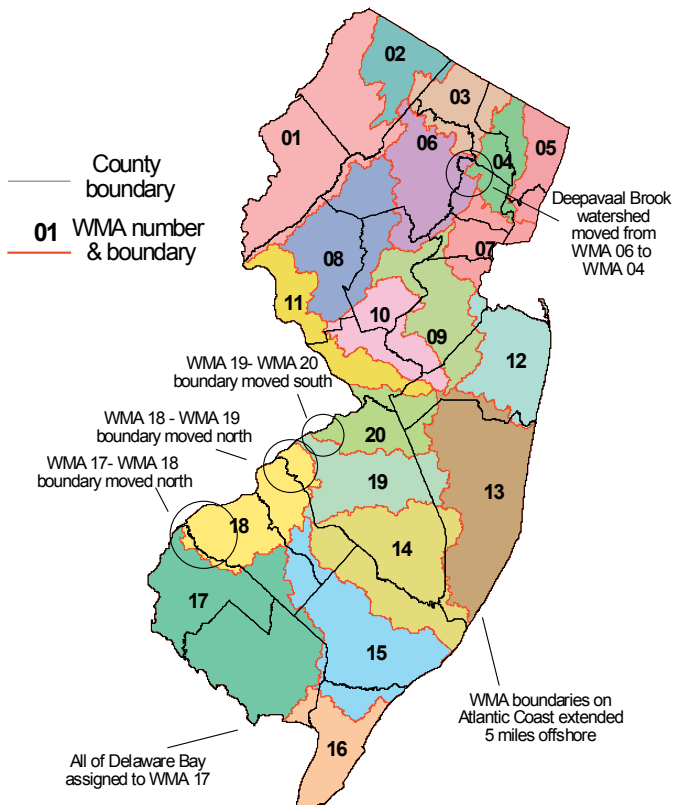 02
03
01
06
04
05
County
boundary
01 WMA number
& boundary
Deepavaal Brook
watershed
moved from
WMA 06 to
WMA 04
07
08
11
10
09
12
WMA 19- WMA 20
boundary moved south
WMA 18 - WMA 19
boundary moved north
WMA 17- WMA 18
boundary moved north
20
19
13
18
14
17
15
WMA boundaries on
Atlantic Coast extended
5 miles offshore
All of Delaware Bay
assigned to WMA 17
16